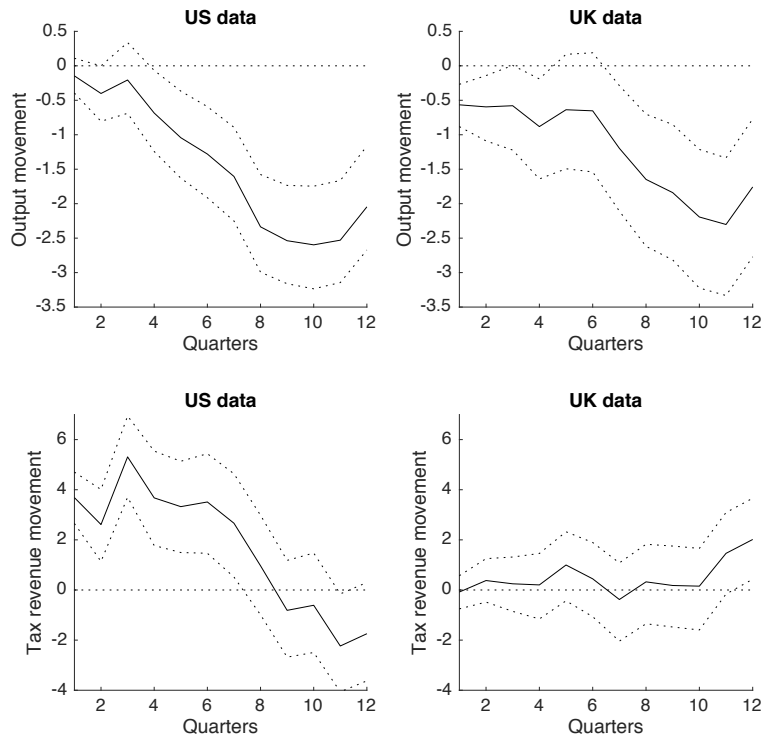 US data
Output movement
0.5
0
-0.5
-1
-1.5
-2
-2.5
-3
-3.5
2 4 6 8 10 12
Quarters
UK data
Output movement
0.5
0
-0.5
-1
-1.5
-2
-2.5
-3
-3.5
2 4 6 8 10 12
Quarters
US data
Tax revenue movement
6
4
2
0
-2
-4
2 4 6 8 10 12
Quarters
UK data
Tax revenue movement
6
4
2
0
-2
-4
2 4 6 8 10 12
Quarters